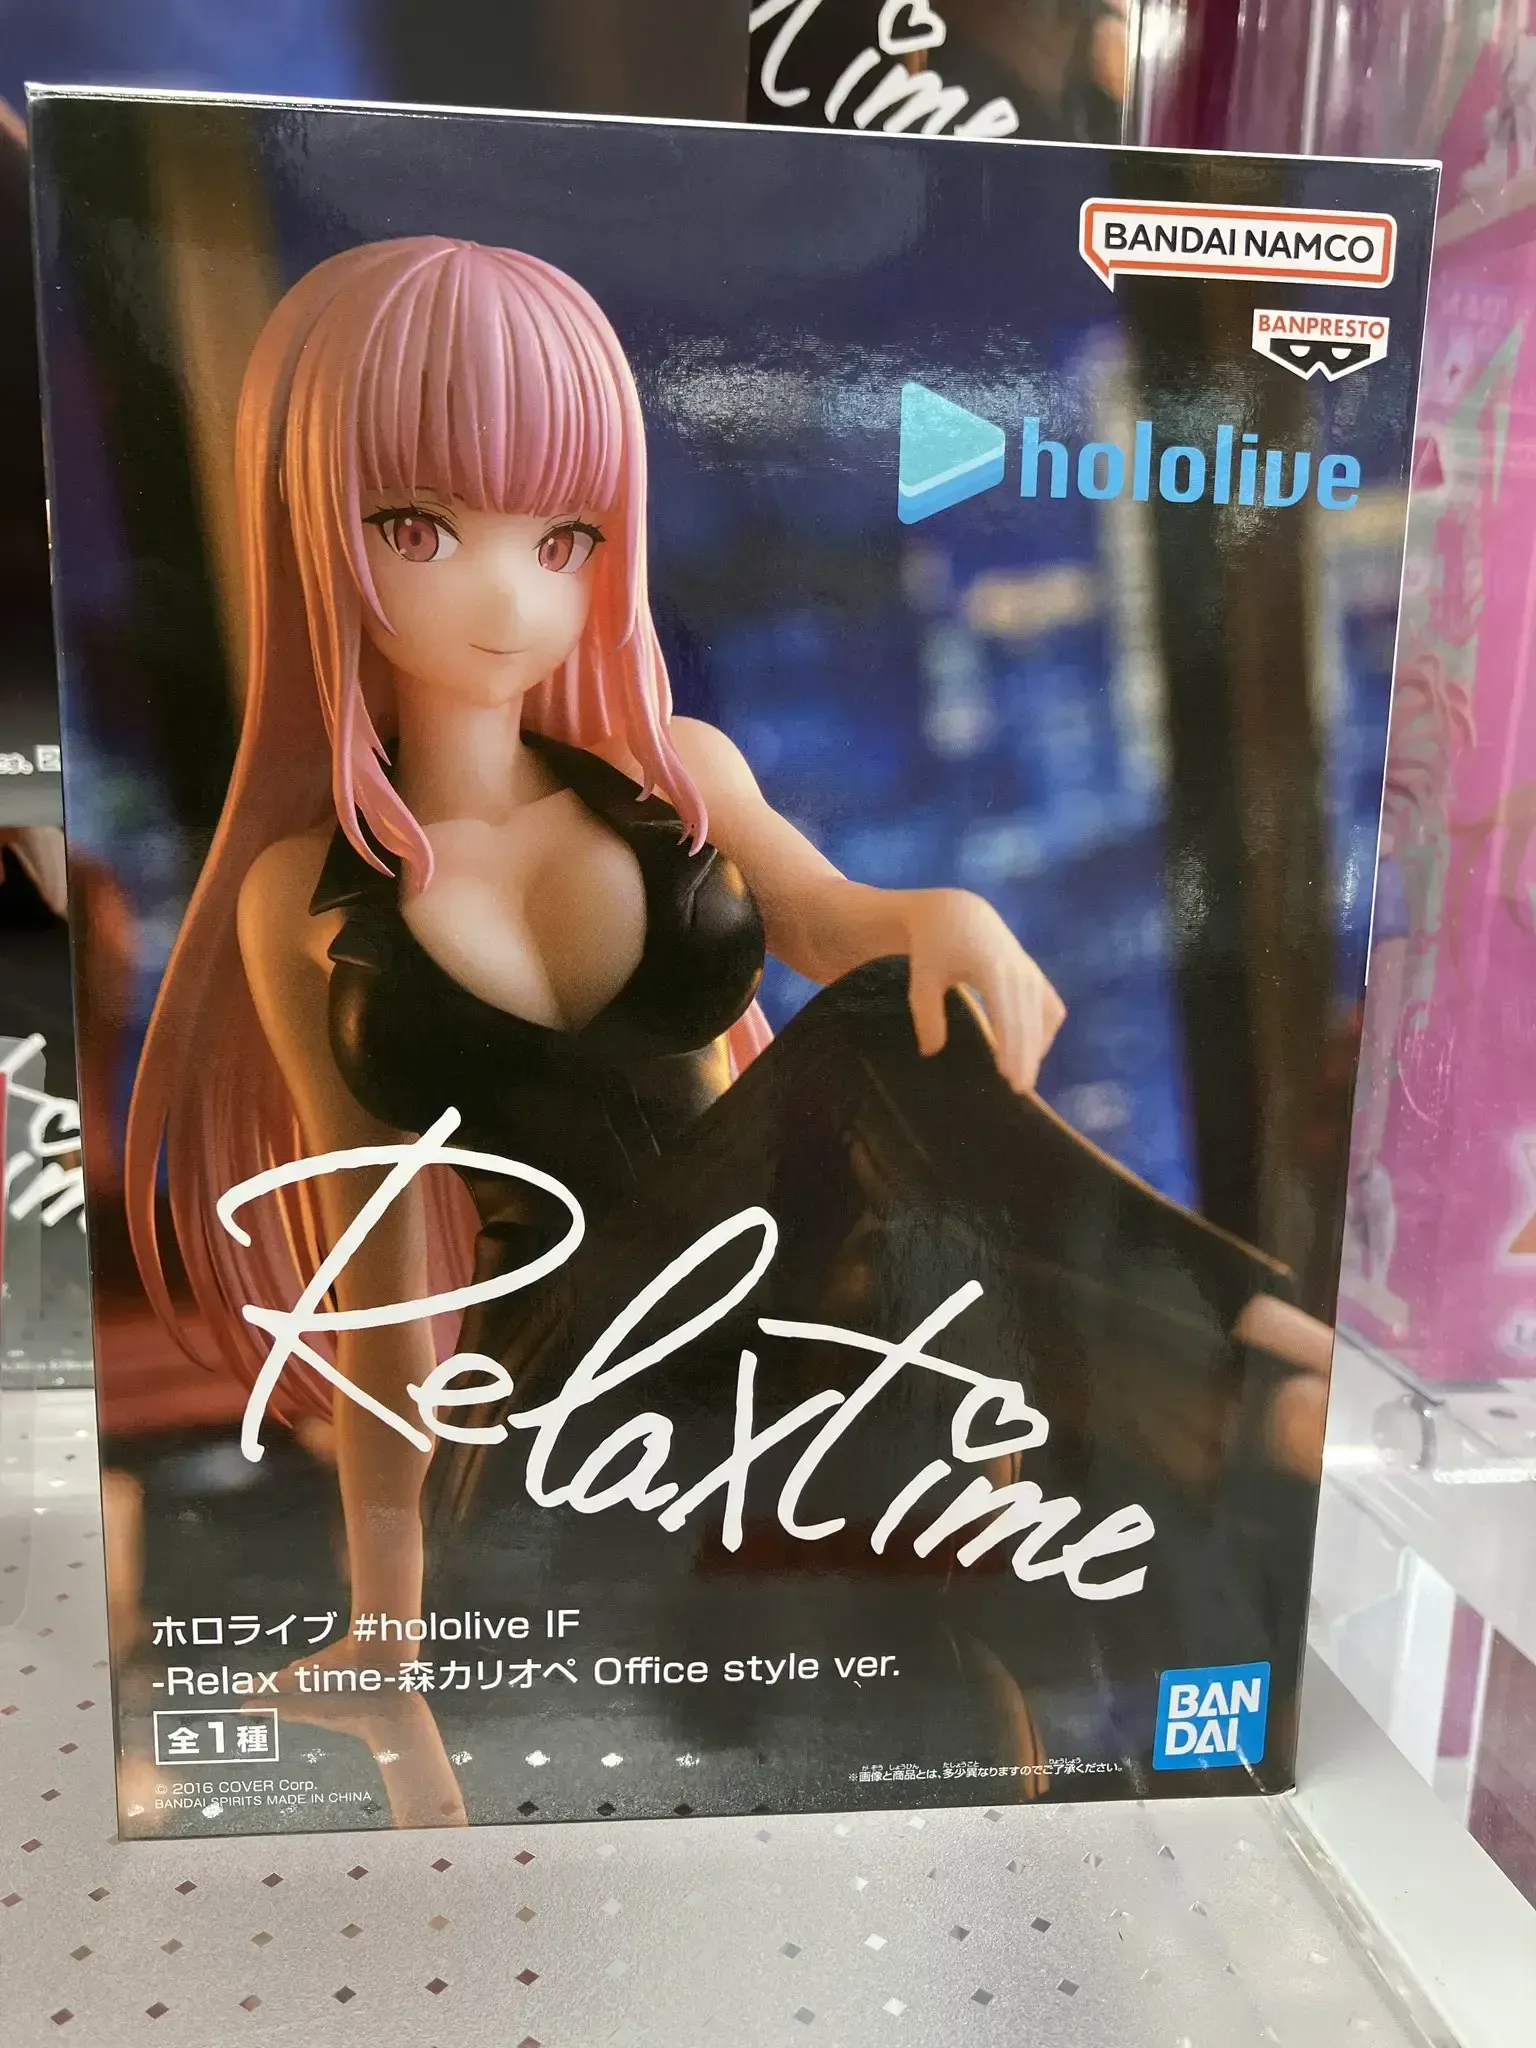 time
BANDAI NAMCO
BANPRESTO
hololive
Relax time
ホロライブ #hololive IF
-Relax time-森カリオペ Office style ver.
全1種
© 2016 COVER Corp.
BANDAI SPIRITS MADE IN CHINA
※画像と商品とは、多少異なりますのでご了承ください。
BAN
DAI